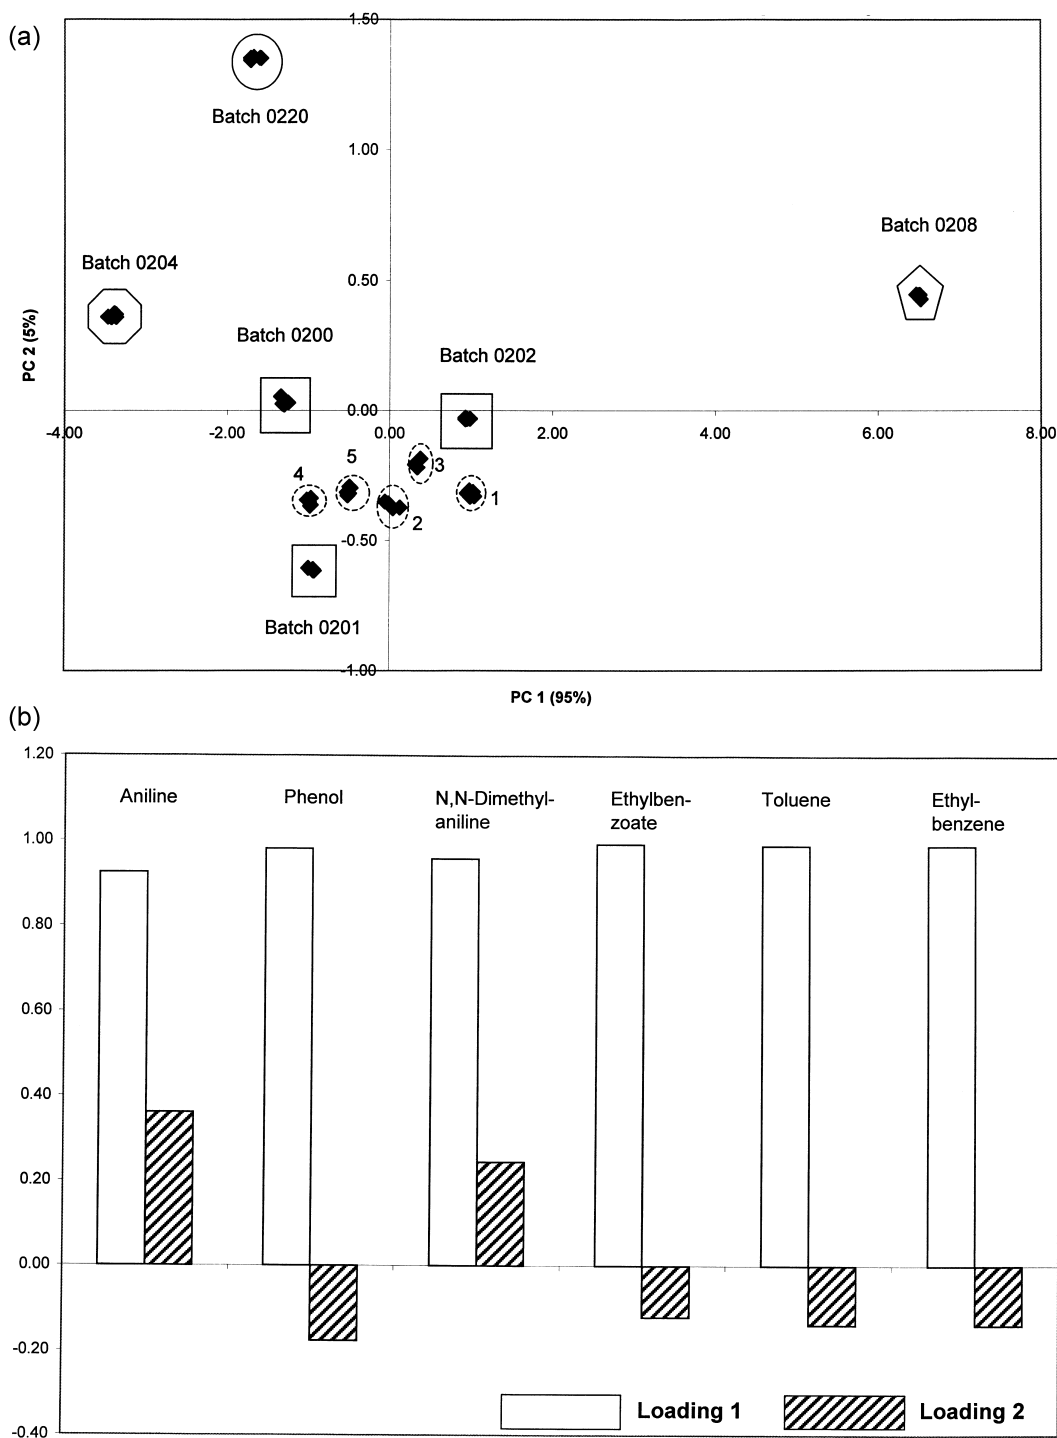 (a)
1.50
Batch 0220
1.00
Batch 0208
Batch 0204
0.50
Batch 0200
Batch 0202
PC 2 (5%)
0.00
-4.00 -2.00 0.00 2.00 4.00 6.00 8.00
5
3
4
1
2
-0.50
Batch 0201
-1.00
PC 1 (95%)
(b)
1.20
Aniline Phenol N,N-Dimethyl- Ethylben- Toluene Ethyl-
aniline zoate benzene
1.00
0.80
0.60
0.40
0.20
0.00
-0.20
Loading 1 Loading 2
-0.40